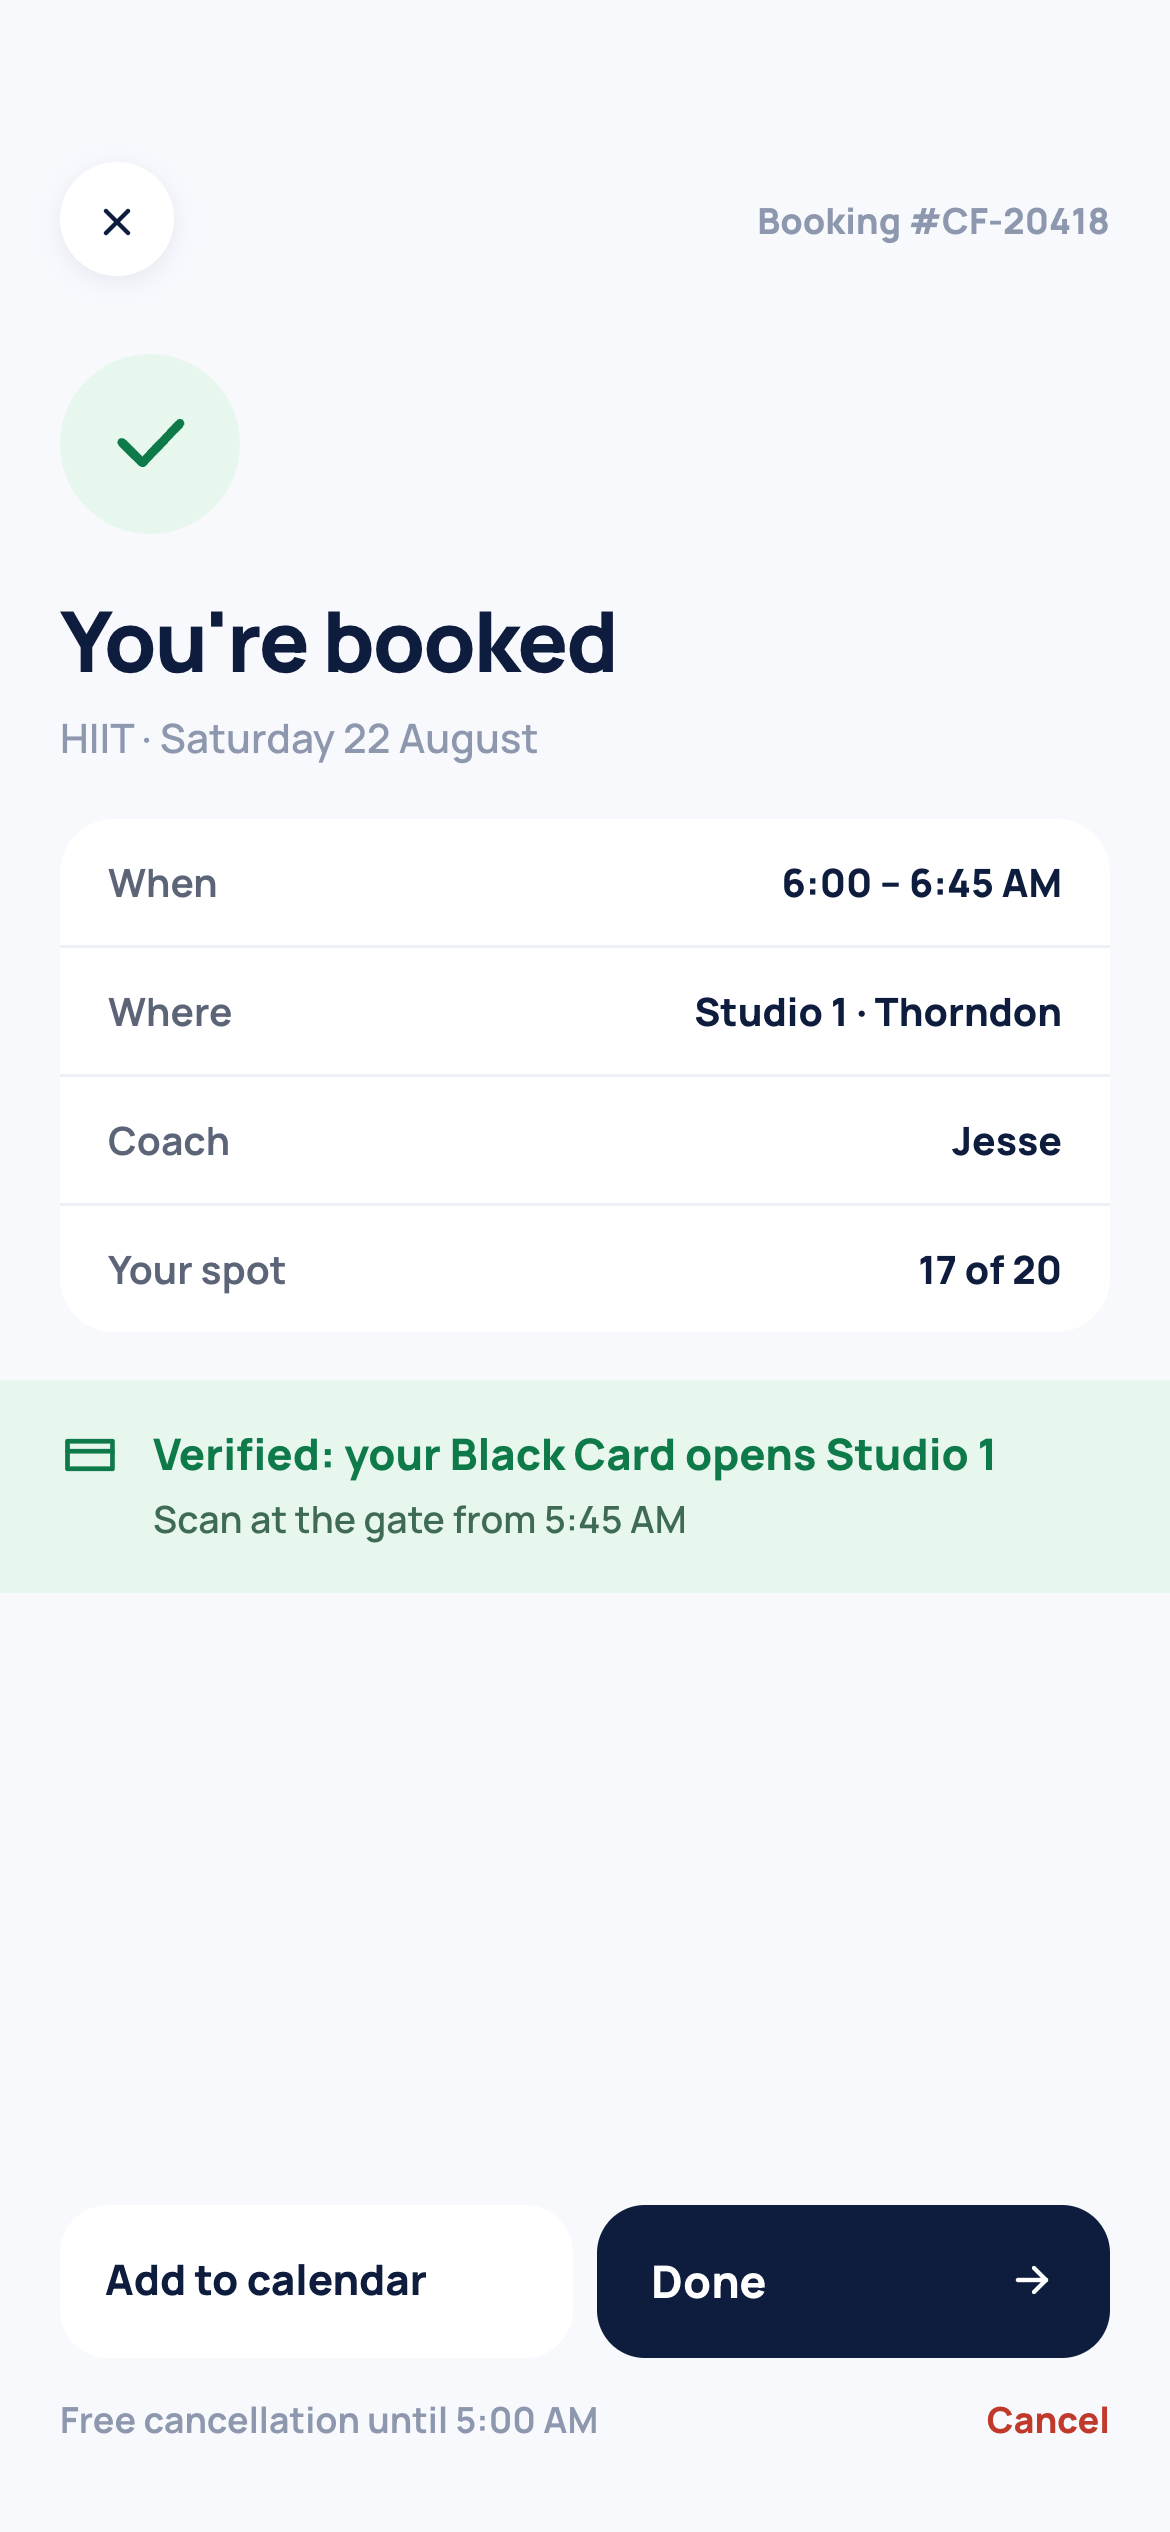 Booking #CF-20418
You're booked
HIIT · Saturday 22 August
When 6:00 – 6:45 AM
Where Studio 1 · Thorndon
Coach Jesse
Your spot 17 of 20
Verified: your Black Card opens Studio 1
Scan at the gate from 5:45 AM
Add to calendar Done
Free cancellation until 5:00 AM Cancel